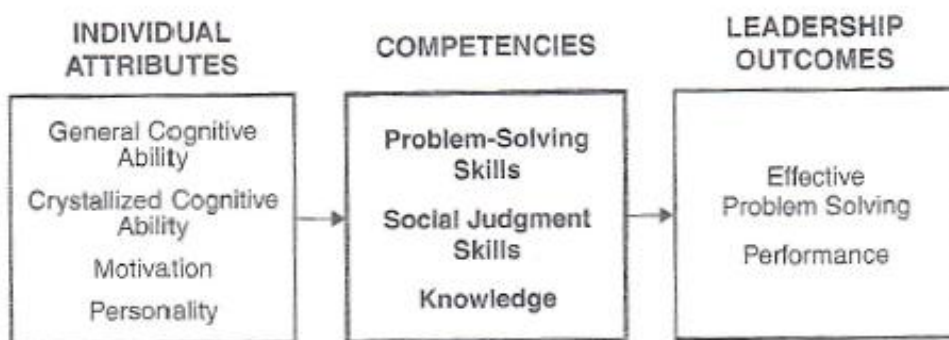 INDIVIDUAL
ATTRIBUTES
General Cognitive
Ability
Crystallized Cognitive
Ability
Motivation
Personality
COMPETENCIES
Problem-Solving
Skills
Social Judgment
Skills
Knowledge
LEADERSHIP
OUTCOMES
Effective
Problem Solving
Performance